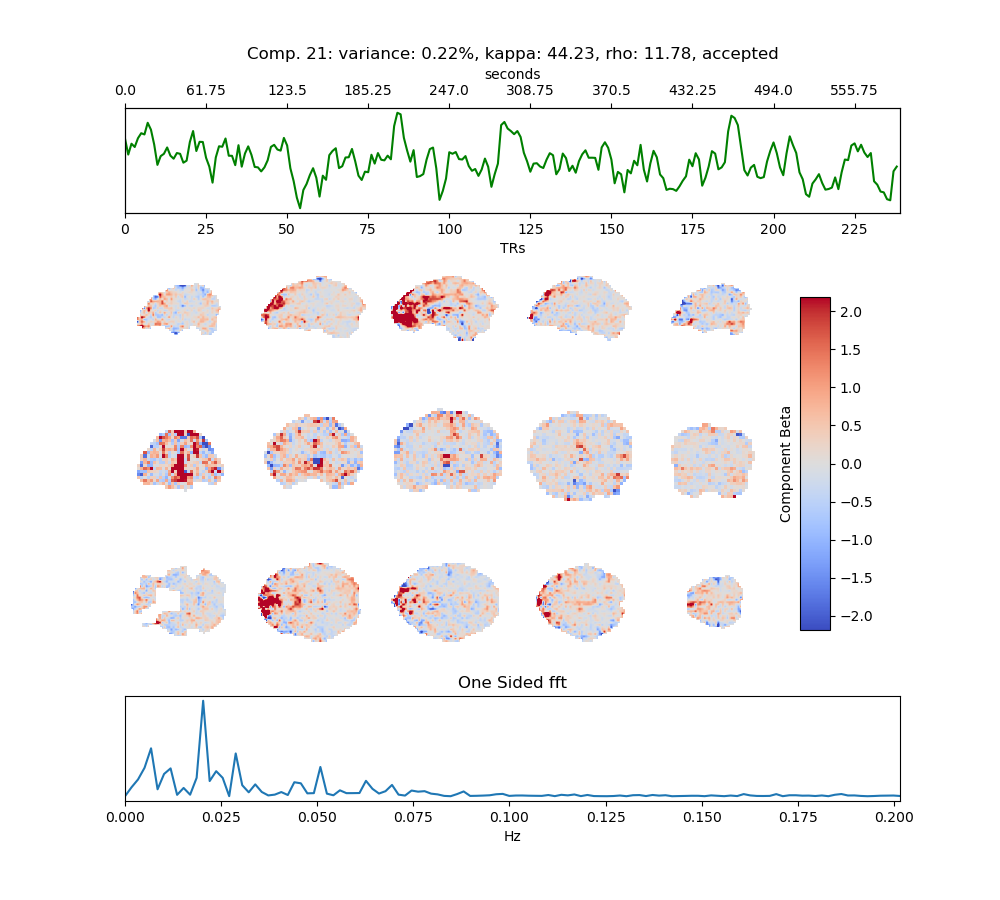 Comp. 21: variance: 0.22%, kappa: 44.23, rho: 11.78, accepted
seconds
0.0 61.75 123.5 185.25 247.0 308.75 370.5 432.25 494.0 555.75
0 25 50 75 100 125 150 175 200 225
TRs
2.0
1.5
1.0
0.5
0.0
−0.5
−1.0
−1.5
−2.0
Component Beta
One Sided fft
0.000 0.025 0.050 0.075 0.100 0.125 0.150 0.175 0.200
Hz